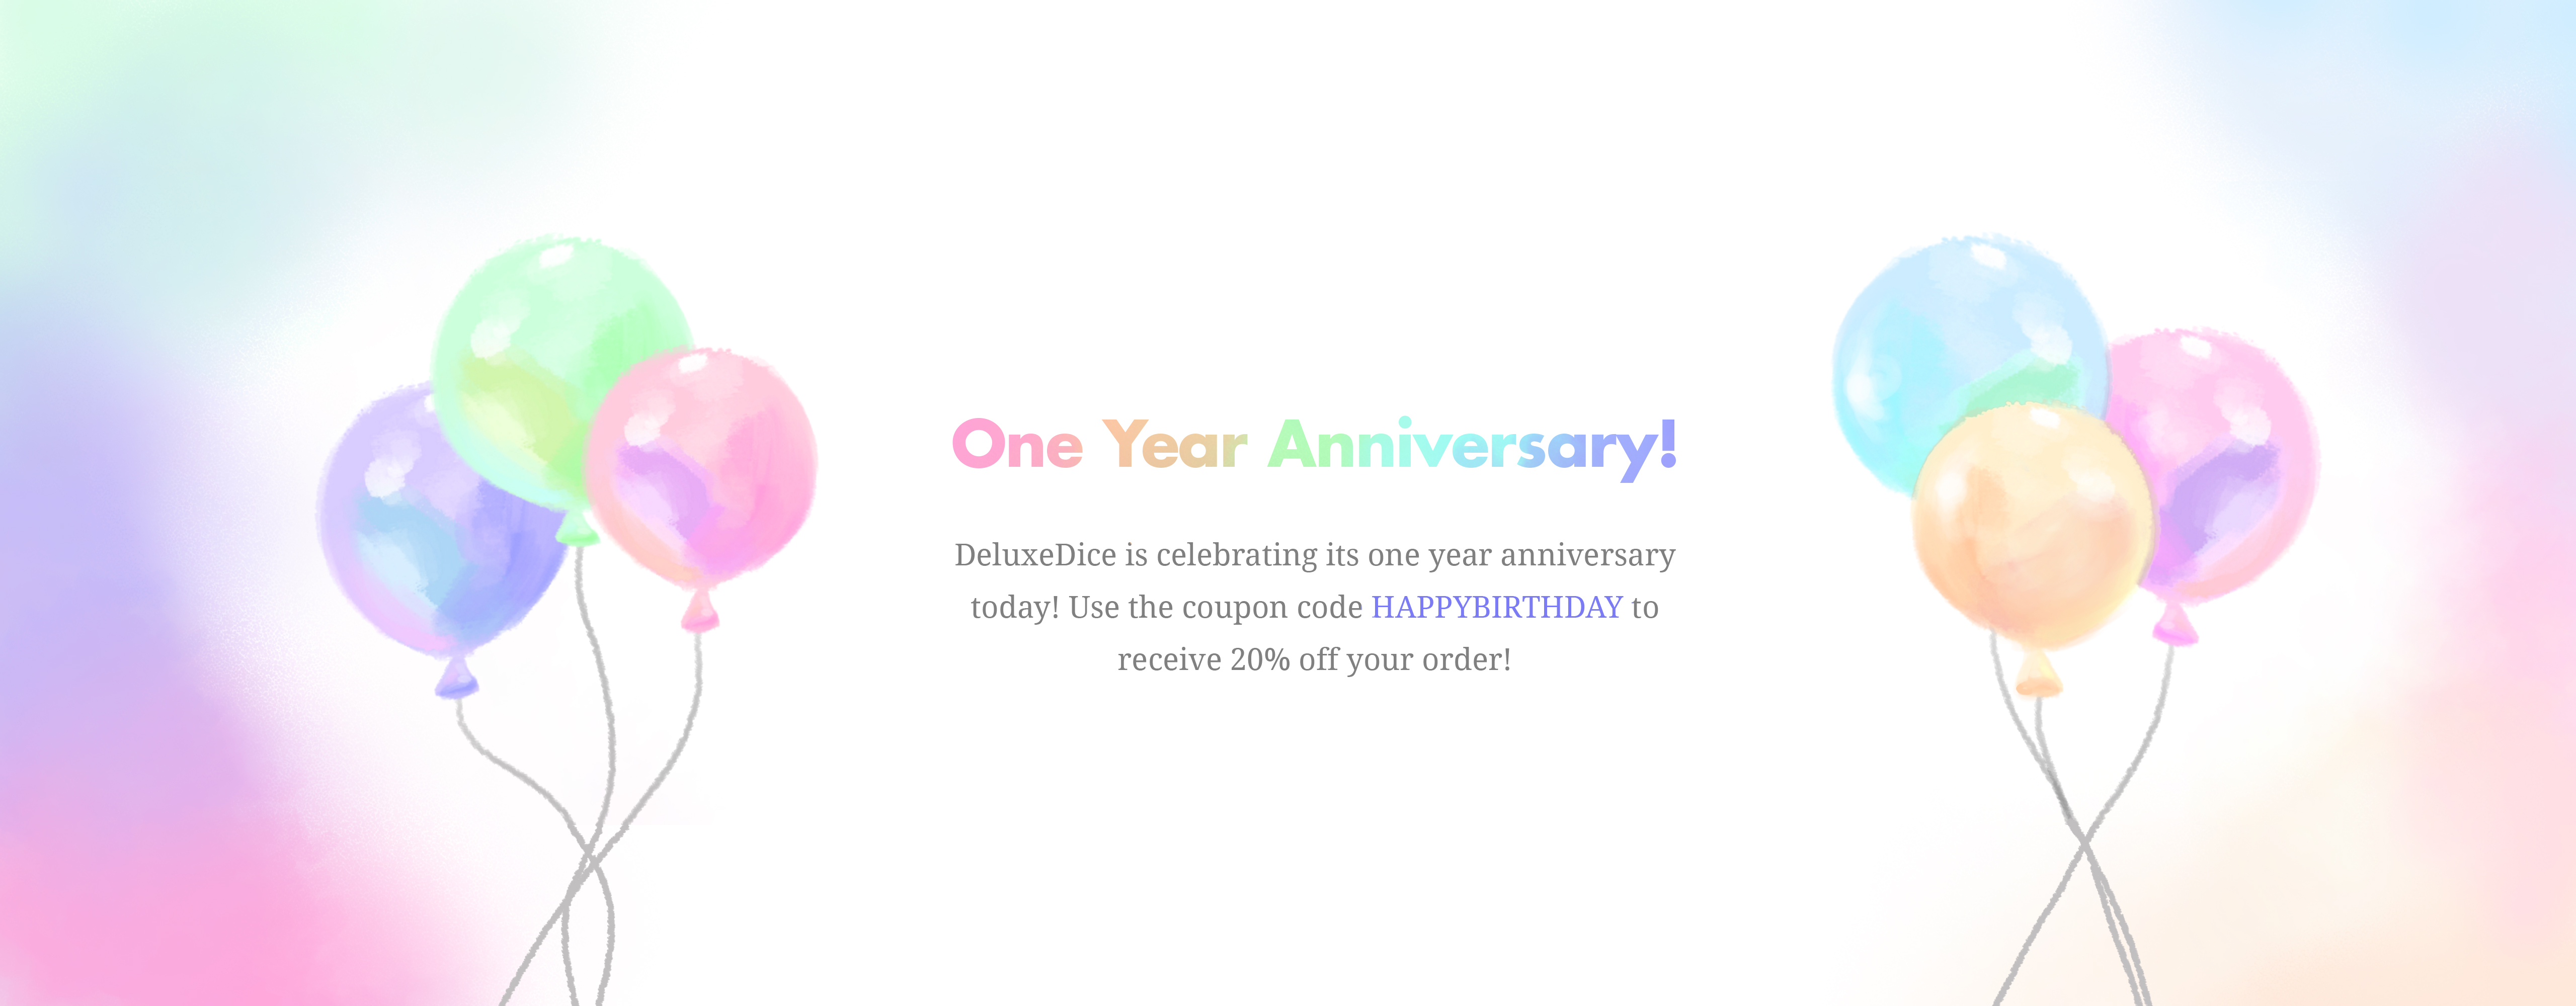 One Year Anniversary!
DeluxeDice is celebrating its one year anniversary
today! Use the coupon code HAPPYBIRTHDAY to
receive 20% off your order!